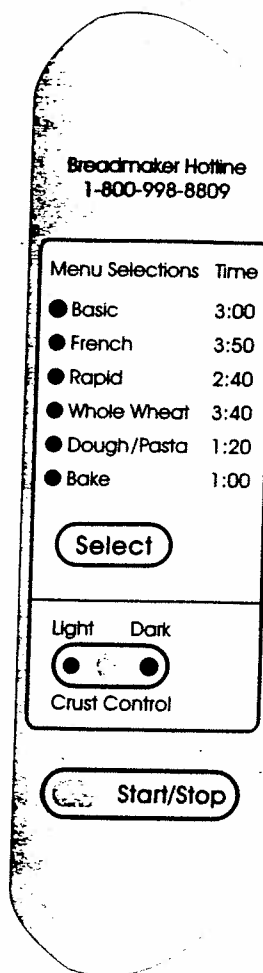 Breadmaker Hotline
1-800-998-8809
Menu Selections Time
Basic 3:00
French 3:50
Rapid 2:40
Whole Wheat 3:40
Dough/Pasta 1:20
Bake 1:00
Select
Light Dark
Crust Control
Start/Stop